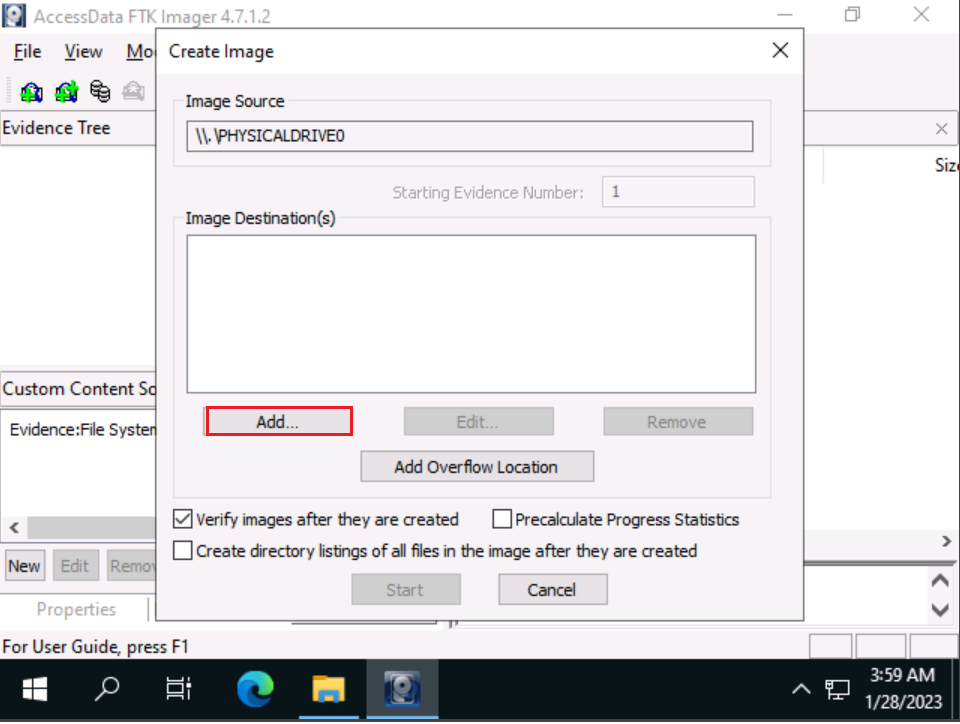 AccessData FTK Imager 4.7.1.2
File View Mo
Create Image
Image Source
\\.\PHYSICALDRIVE0
Evidence Tree
Size
Starting Evidence Number: 1
Image Destination(s)
Custom Content So
Evidence:File System
Add... Edit... Remove
Add Overflow Location
Verify images after they are created Precalculate Progress Statistics
Create directory listings of all files in the image after they are created
New Edit Remov
Start Cancel
Properties
For User Guide, press F1
3:59 AM
1/28/2023